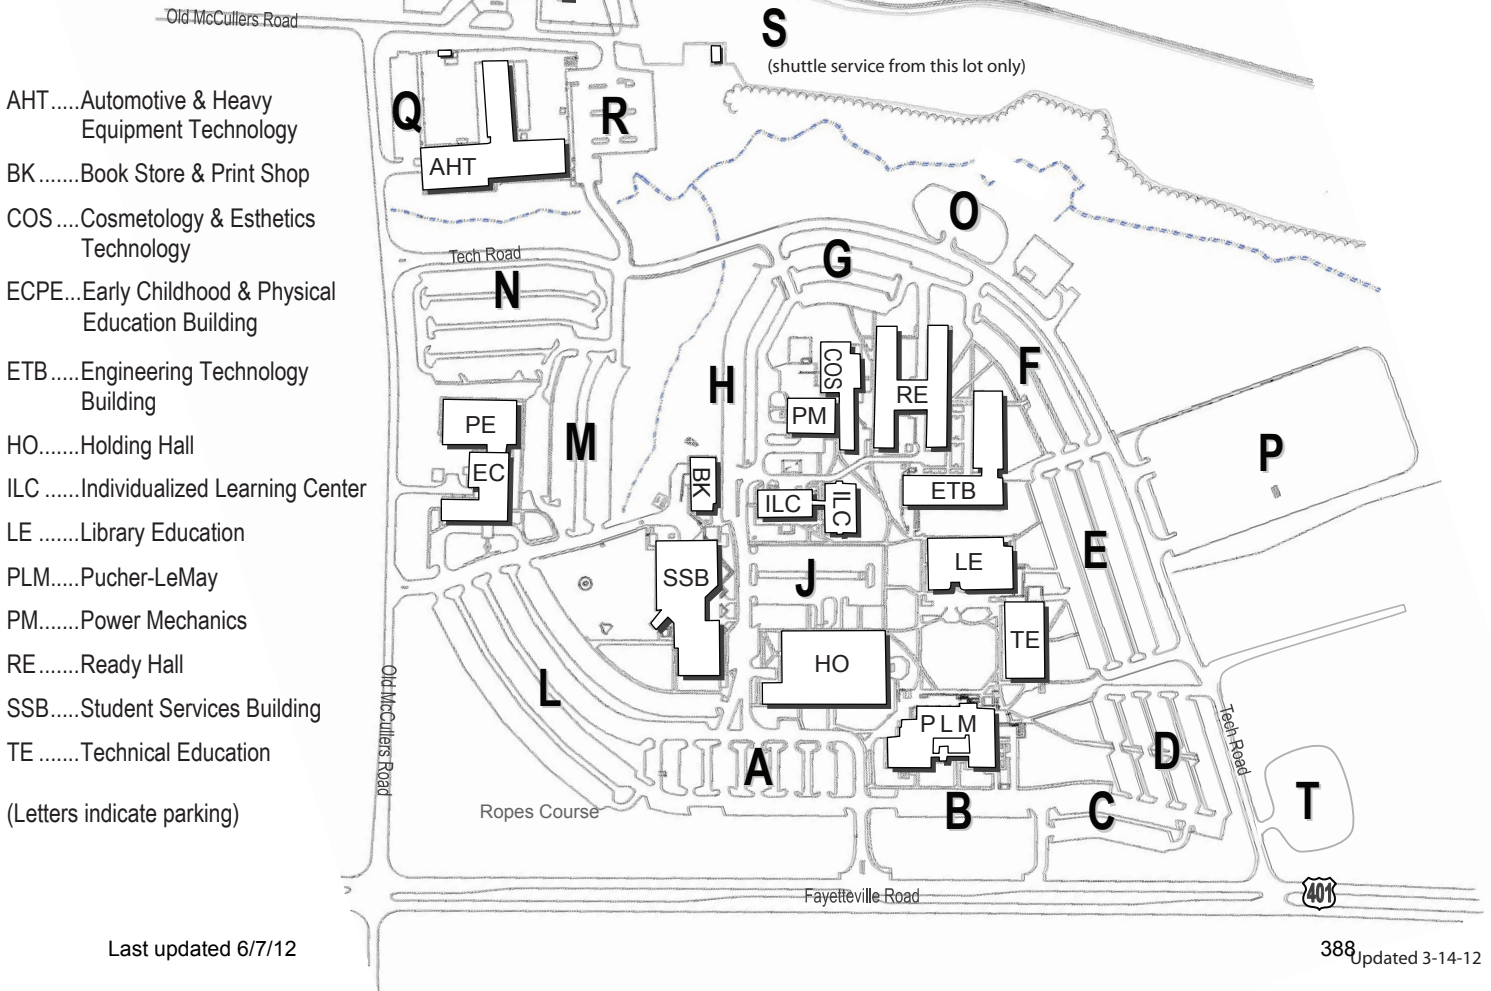 Old McCullers Road
S
(shuttle service from this lot only)
AHT.....Automotive & Heavy
Equipment Technology
BK.......Book Store & Print Shop
COS ....Cosmetology & Esthetics
Technology
ECPE...Early Childhood & Physical
Education Building
ETB.....Engineering Technology
Building
HO.......Holding Hall
ILC ......Individualized Learning Center
LE .......Library Education
PLM.....Pucher-LeMay
PM.......Power Mechanics
RE.......Ready Hall
SSB.....Student Services Building
TE .......Technical Education
(Letters indicate parking)
Q
R
AHT
O
Tech Road
G
N
COS
F
H
RE
PM
PE
M
P
EC
BK
ETB
ILC
ILC
E
LE
SSB
J
TE
HO
Old McCullers Road
L
PLM
Tech Road
D
A
T
Ropes Course
B
C
Fayetteville Road
401
Last updated 6/7/12
388
Updated 3-14-12